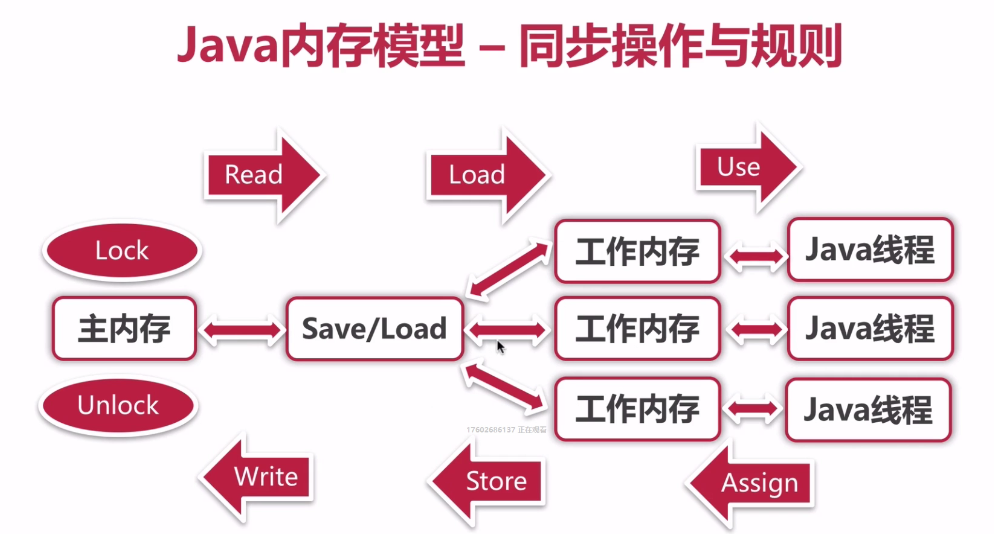 Java内存模型 – 同步操作与规则
Read
Load
Use
Lock
工作内存
Java线程
主内存
Save/Load
工作内存
Java线程
Unlock
工作内存
Java线程
17602686137 正在观看
Write
Store
Assign